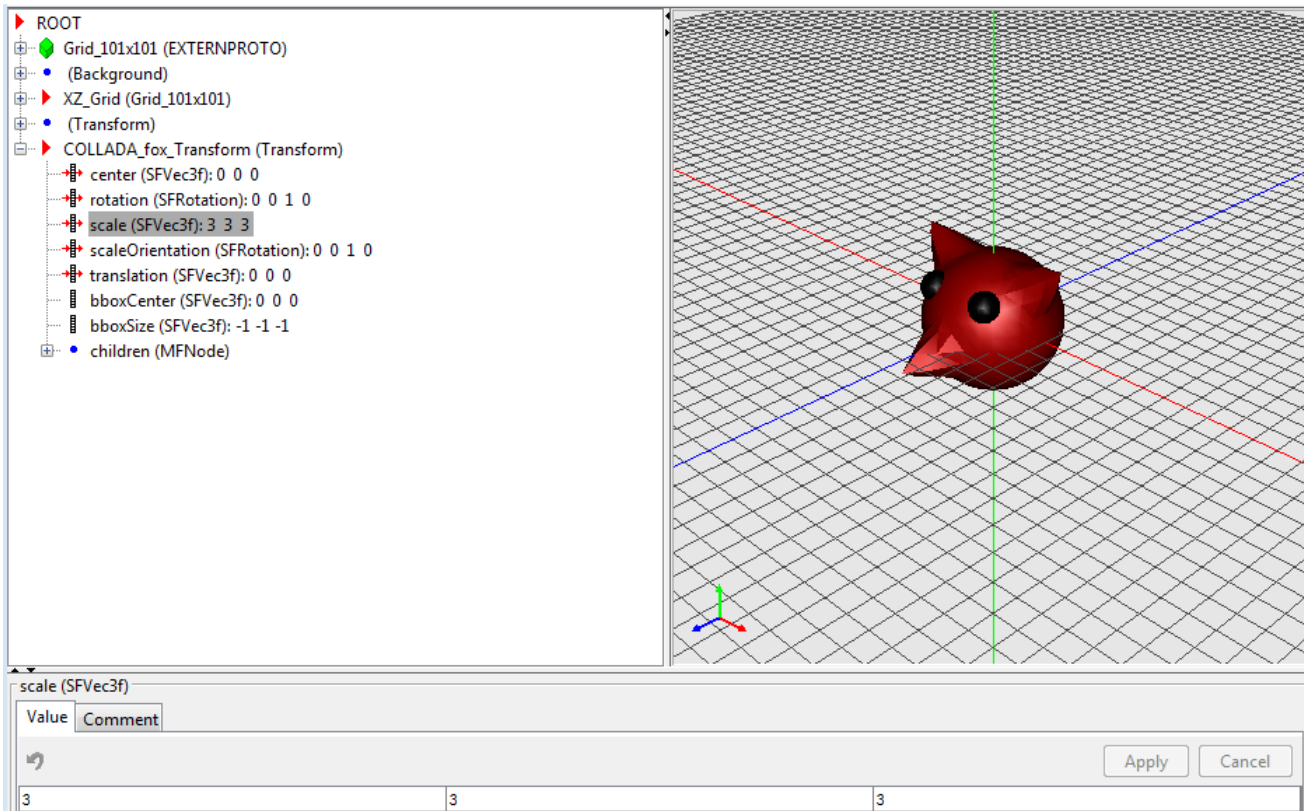 ROOT
Grid_101x101 (EXTERNPROTO)
(Background)
XZ_Grid (Grid_101x101)
(Transform)
COLLADA_fox_Transform (Transform)
center (SFVec3f): 0 0 0
rotation (SFRotation): 0 0 1 0
scale (SFVec3f): 3 3 3
scaleOrientation (SFRotation): 0 0 1 0
translation (SFVec3f): 0 0 0
bboxCenter (SFVec3f): 0 0 0
bboxSize (SFVec3f): -1 -1 -1
children (MFNode)
scale (SFVec3f)
Value Comment
Apply Cancel
3 3 3